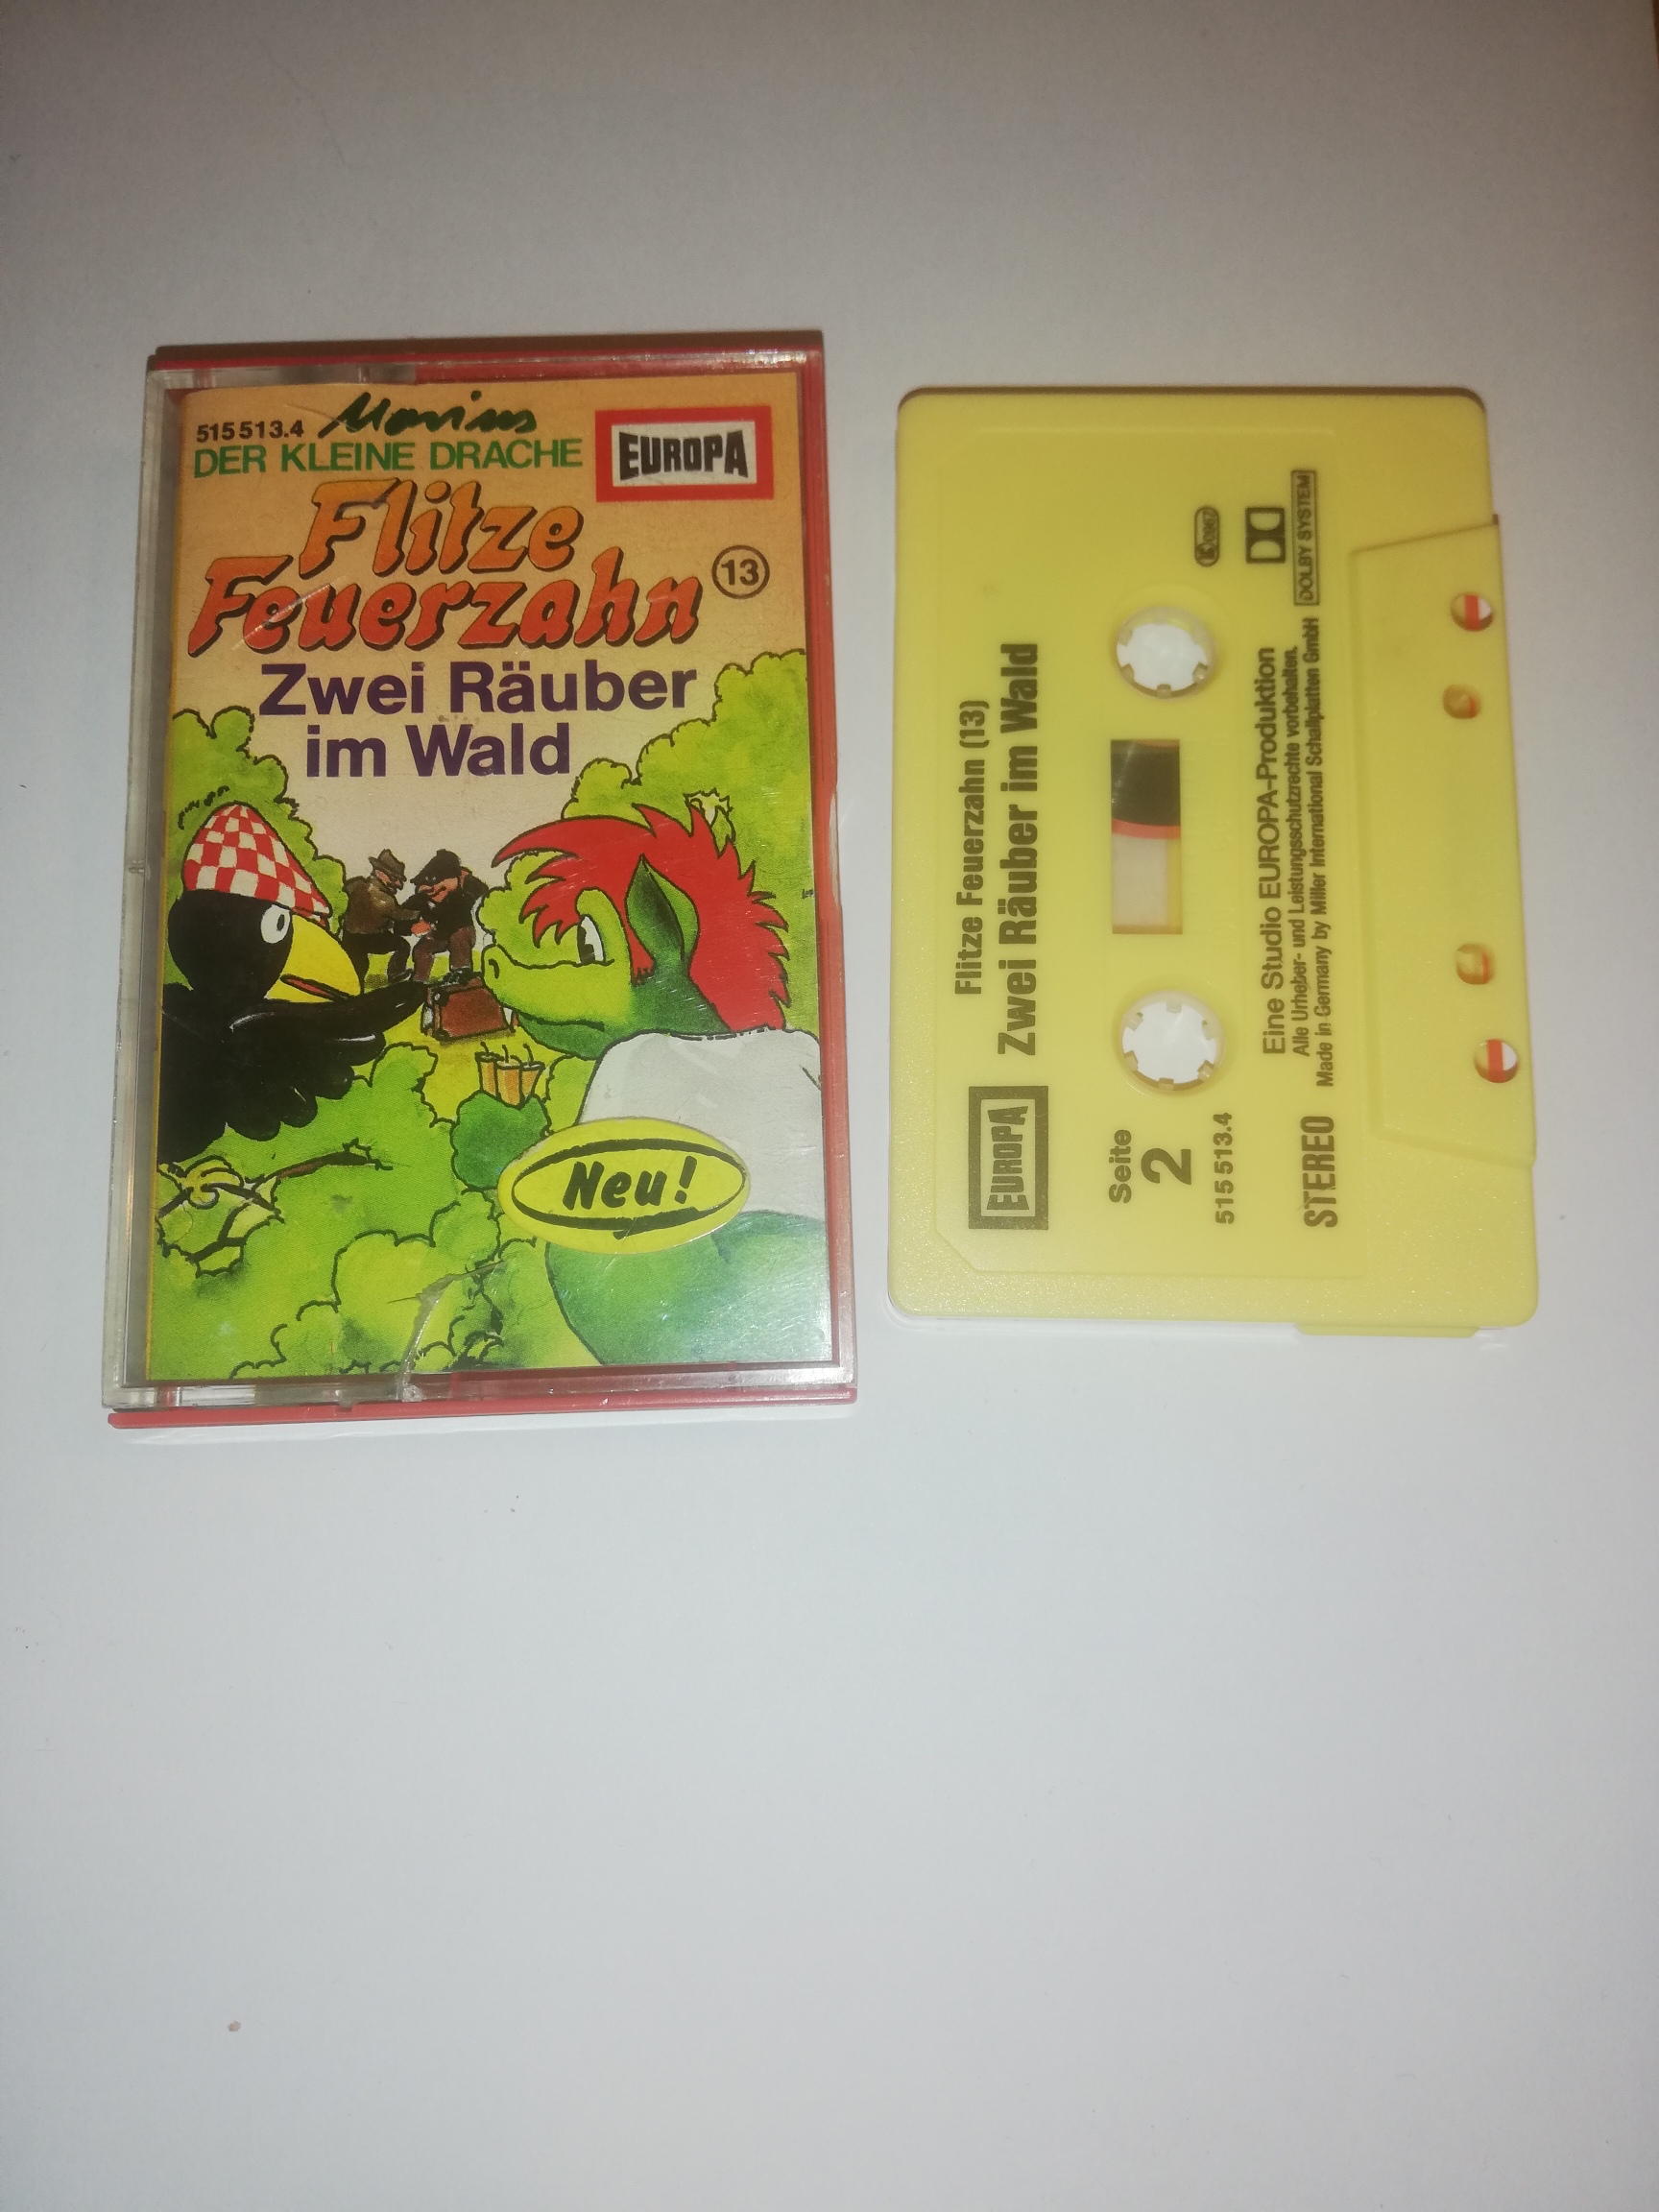 515 513.4 Marius
DER KLEINE DRACHE
EUROPA
Flitze
Feuerzahn
13
Zwei Räuber
im Wald
Neu!
EUROPA
Flitze Feuerzahn (13)
Zwei Räuber im Wald
Seite
2
515 513.4
STEREO
Eine Studio EUROPA-Produktion
Alle Urheber- und Leistungsschutzrechte vorbehalten.
Made in Germany by Miller International Schallplatten GmbH
DOLBY SYSTEM